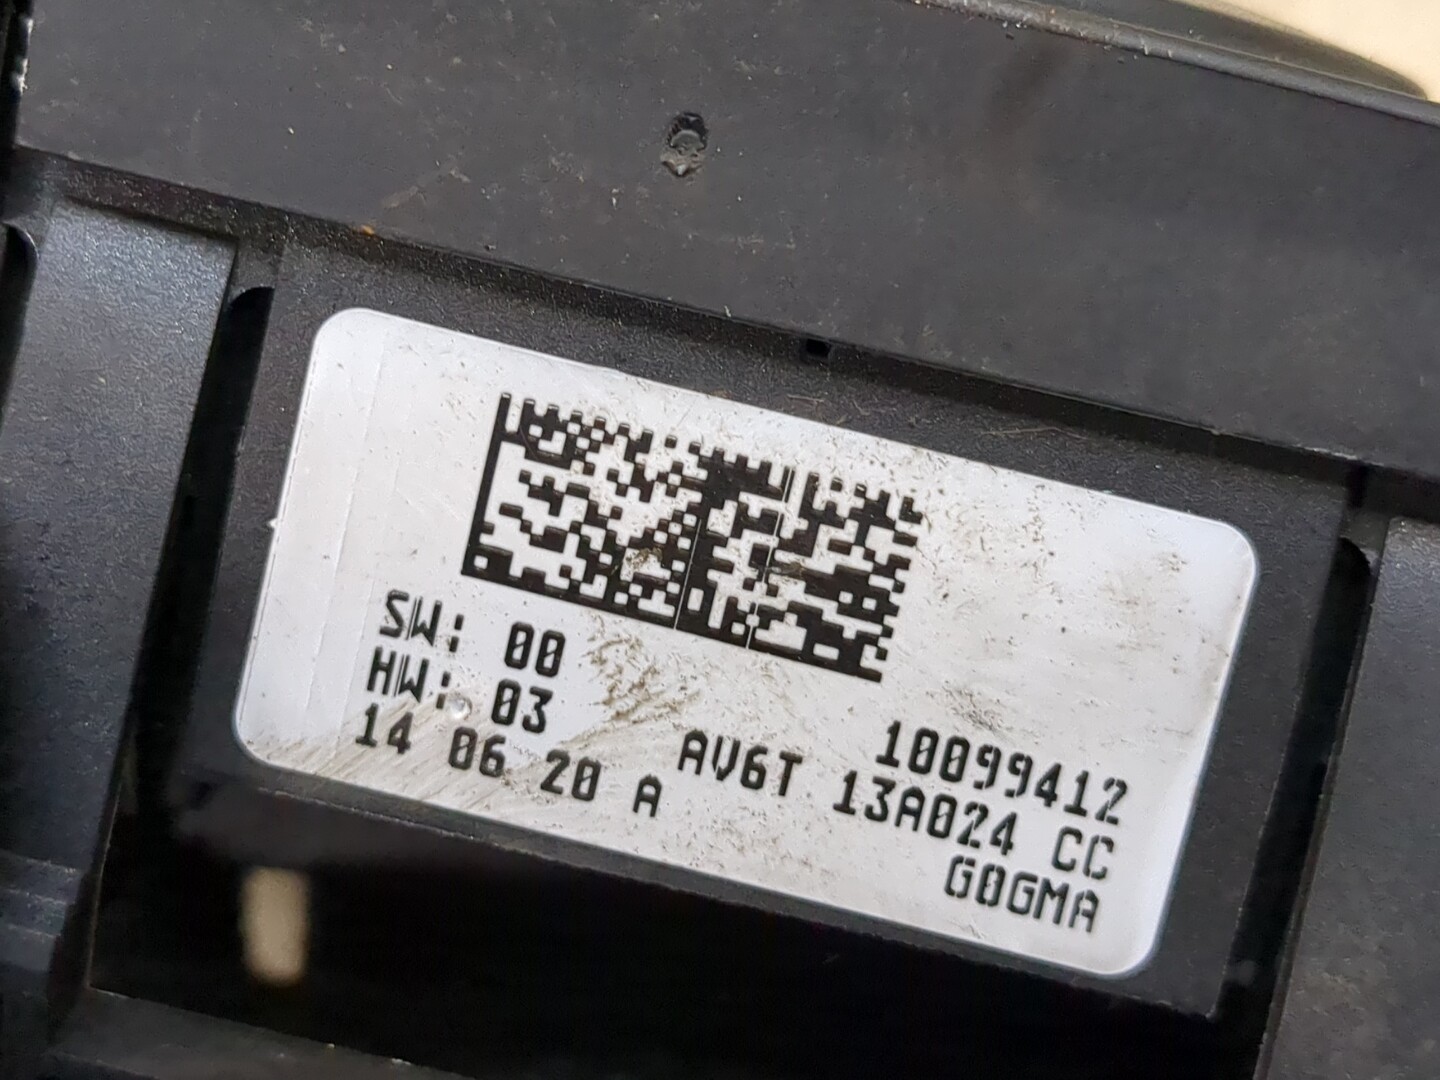 SW: 00
HW: 03
14 06 20 A
10099412
AV6T 13A024 CC
G0GMA